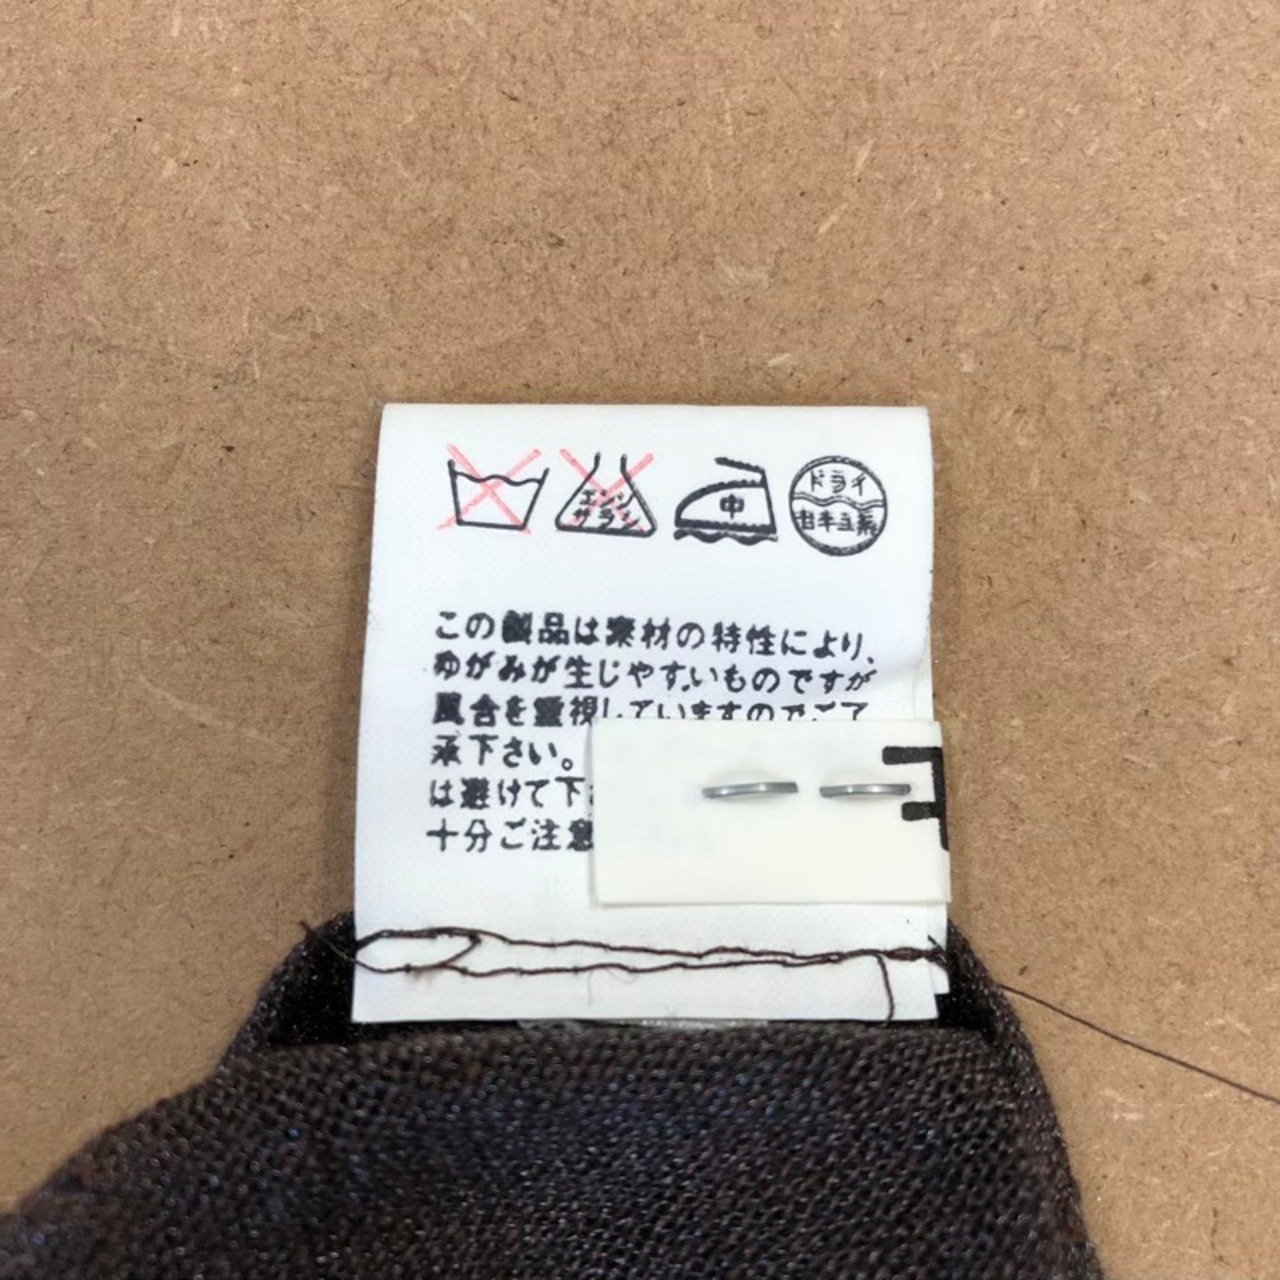 エンソ
サラシ
中
ドライ
セキユ系
この製品は素材の特性により、
ゆがみが生じやすいものですが
風合を重視していますのでご了
承下さい。
は避けて下
十分ご注意